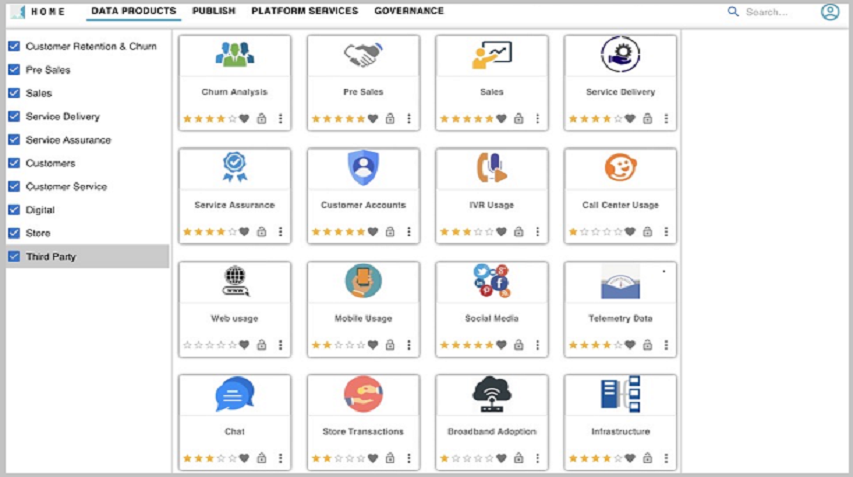 HOME DATA PRODUCTS PUBLISH PLATFORM SERVICES GOVERNANCE Search...
Customer Retention & Churn
Pre Sales
Sales
Service Delivery
Service Assurance
Customers
Customer Service
Digital
Store
Third Party
Churn Analysis Pre Sales Sales Service Delivery
Service Assurance Customer Accounts IVR Usage Call Center Usage
Web usage Mobile Usage Social Media Telemetry Data
Chat Store Transactions Broadband Adoption Infrastructure